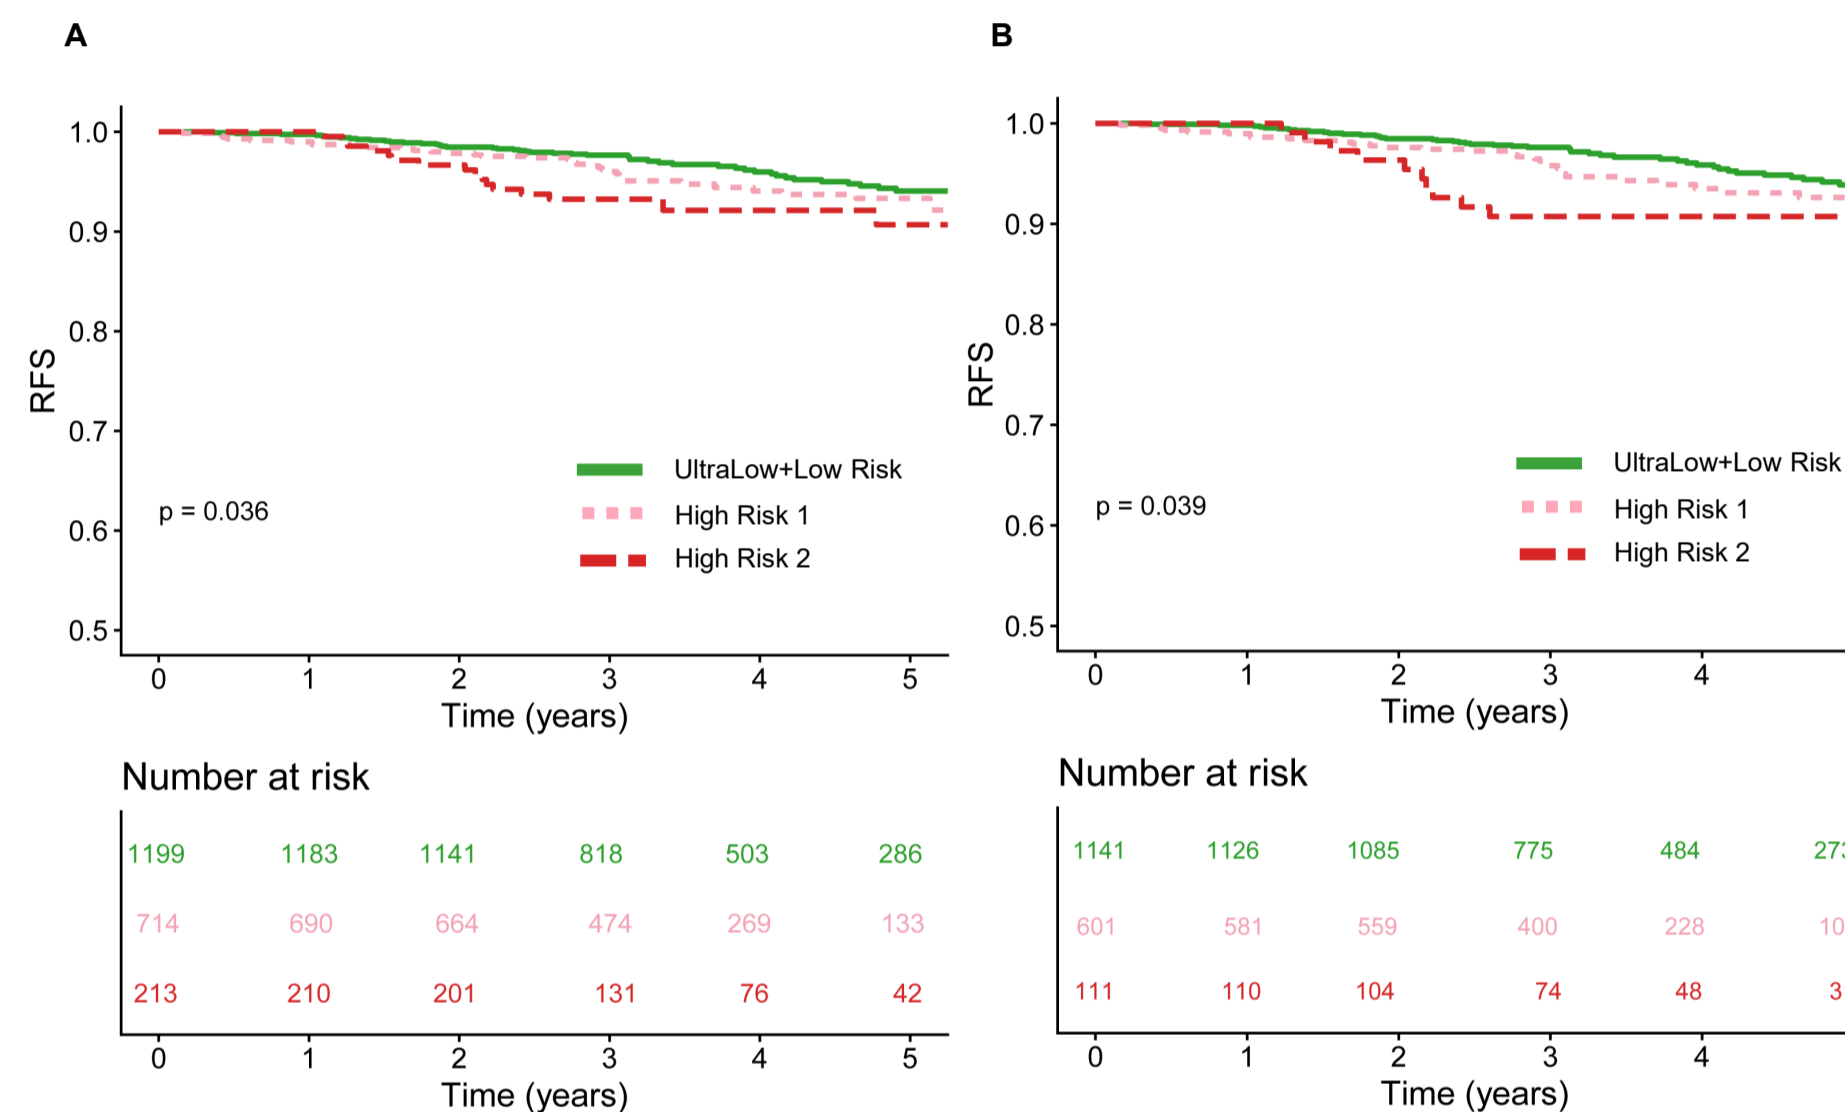 A
1.0
0.9
0.8
0.7
0.6
0.5
RFS
UltraLow+Low Risk
High Risk 1
High Risk 2
p = 0.036
0 1 2 3 4 5
Time (years)
Number at risk
1199 1183 1141 818 503 286
714 690 664 474 269 133
213 210 201 131 76 42
0 1 2 3 4 5
Time (years)
B
1.0
0.9
0.8
0.7
0.6
0.5
RFS
UltraLow+Low Risk
High Risk 1
High Risk 2
p = 0.039
0 1 2 3 4
Time (years)
Number at risk
1141 1126 1085 775 484
601 581 559 400 228
111 110 104 74 48
0 1 2 3 4
Time (years)